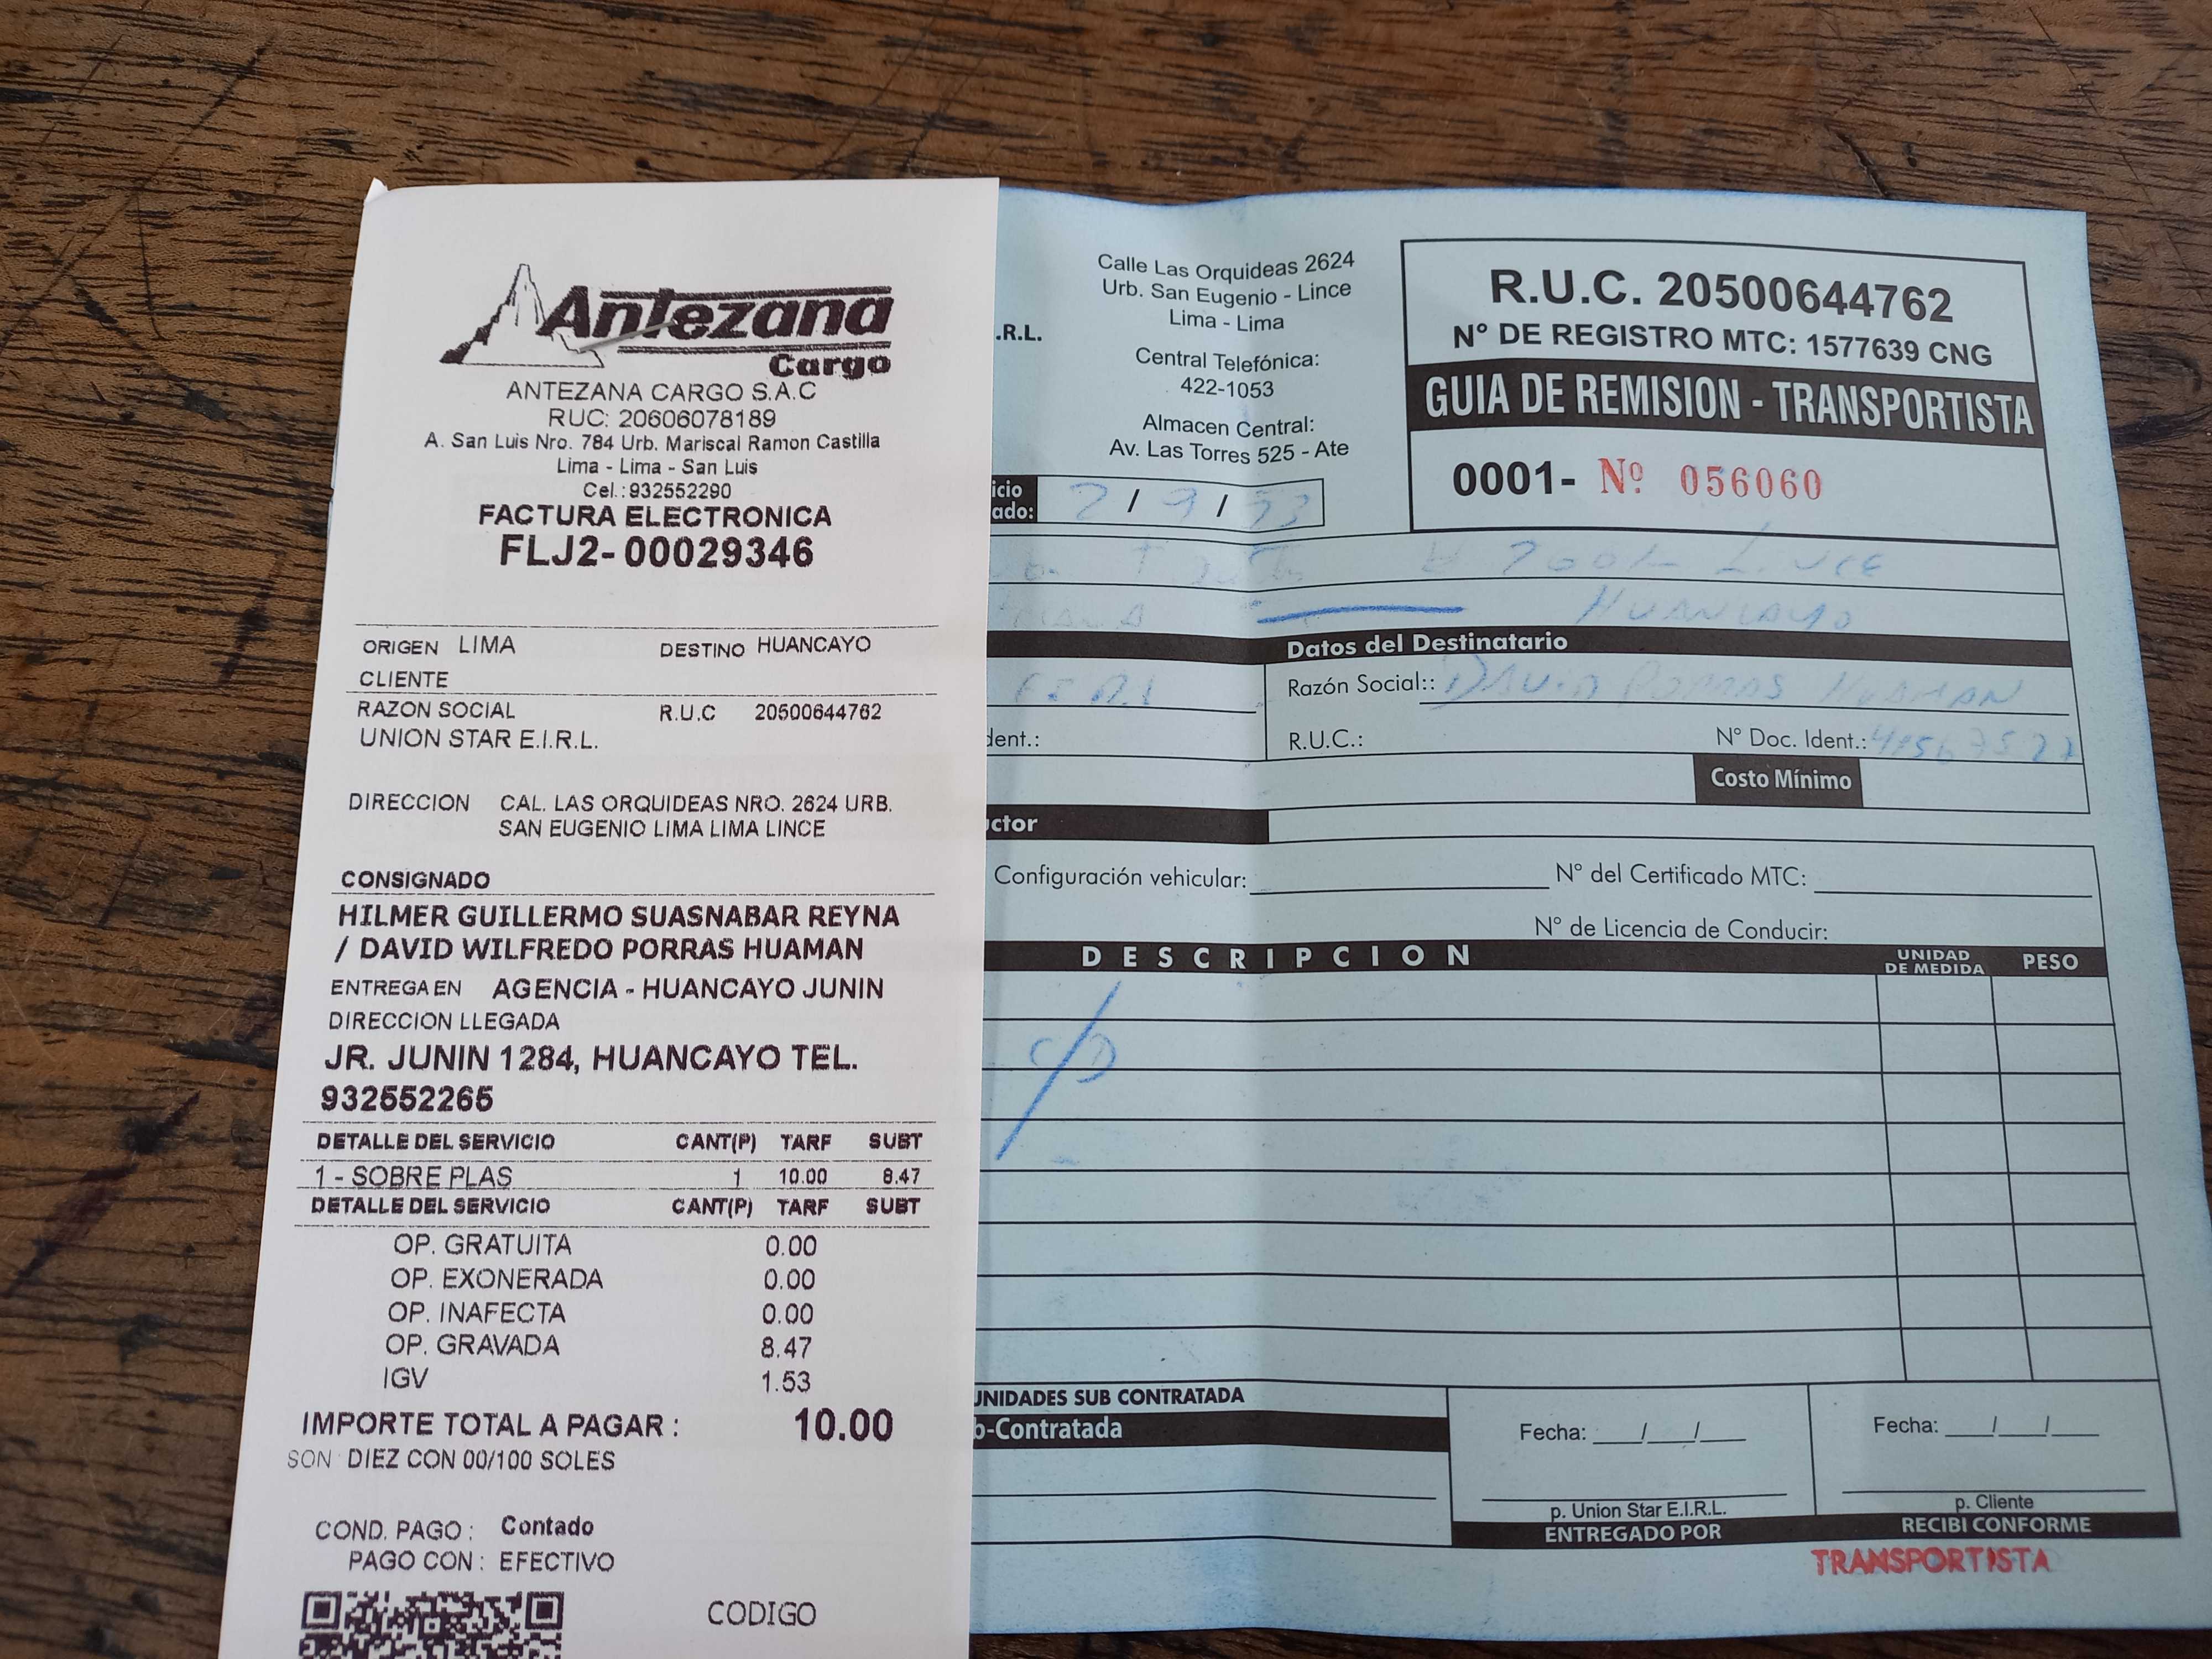 Antezana
Cargo
ANTEZANA CARGO S.A.C
RUC: 20606078189
A. San Luis Nro. 784 Urb. Mariscal Ramon Castilla
Lima - Lima - San Luis
Cel.:932552290
FACTURA ELECTRONICA
FLJ2- 00029346
ORIGEN LIMA DESTINO HUANCAYO
CLIENTE
RAZON SOCIAL R.U.C 20500644762
UNION STAR E.I.R.L.
DIRECCION CAL. LAS ORQUIDEAS NRO. 2624 URB.
SAN EUGENIO LIMA LIMA LINCE
CONSIGNADO
HILMER GUILLERMO SUASNABAR REYNA
/ DAVID WILFREDO PORRAS HUAMAN
ENTREGA EN AGENCIA - HUANCAYO JUNIN
DIRECCION LLEGADA
JR. JUNIN 1284, HUANCAYO TEL.
932552265
DETALLE DEL SERVICIO CANT(P) TARF SUBT
1 - SOBRE PLAS 1 10.00 8.47
DETALLE DEL SERVICIO CANT(P) TARF SUBT
OP. GRATUITA 0.00
OP. EXONERADA 0.00
OP. INAFECTA 0.00
OP. GRAVADA 8.47
IGV 1.53
IMPORTE TOTAL A PAGAR : 10.00
SON : DIEZ CON 00/100 SOLES
COND. PAGO : Contado
PAGO CON : EFECTIVO
CODIGO
.R.L.
Calle Las Orquideas 2624
Urb. San Eugenio - Lince
Lima - Lima
Central Telefónica:
422-1053
Almacen Central:
Av. Las Torres 525 - Ate
R.U.C. 20500644762
N° DE REGISTRO MTC: 1577639 CNG
GUIA DE REMISION - TRANSPORTISTA
0001- Nº 056060
icio
ado: / /
HUANCAYO
Datos del Destinatario
Razón Social:: DAVID PORRAS HUAMAN
dent.: R.U.C.: N° Doc. Ident.:
Costo Mínimo
uctor
Configuración vehicular: N° del Certificado MTC:
N° de Licencia de Conducir:
DESCRIPCION UNIDAD DE MEDIDA PESO
C/D
UNIDADES SUB CONTRATADA
b-Contratada
Fecha: / / Fecha: / /
p. Union Star E.I.R.L. p. Cliente
ENTREGADO POR RECIBI CONFORME
TRANSPORTISTA